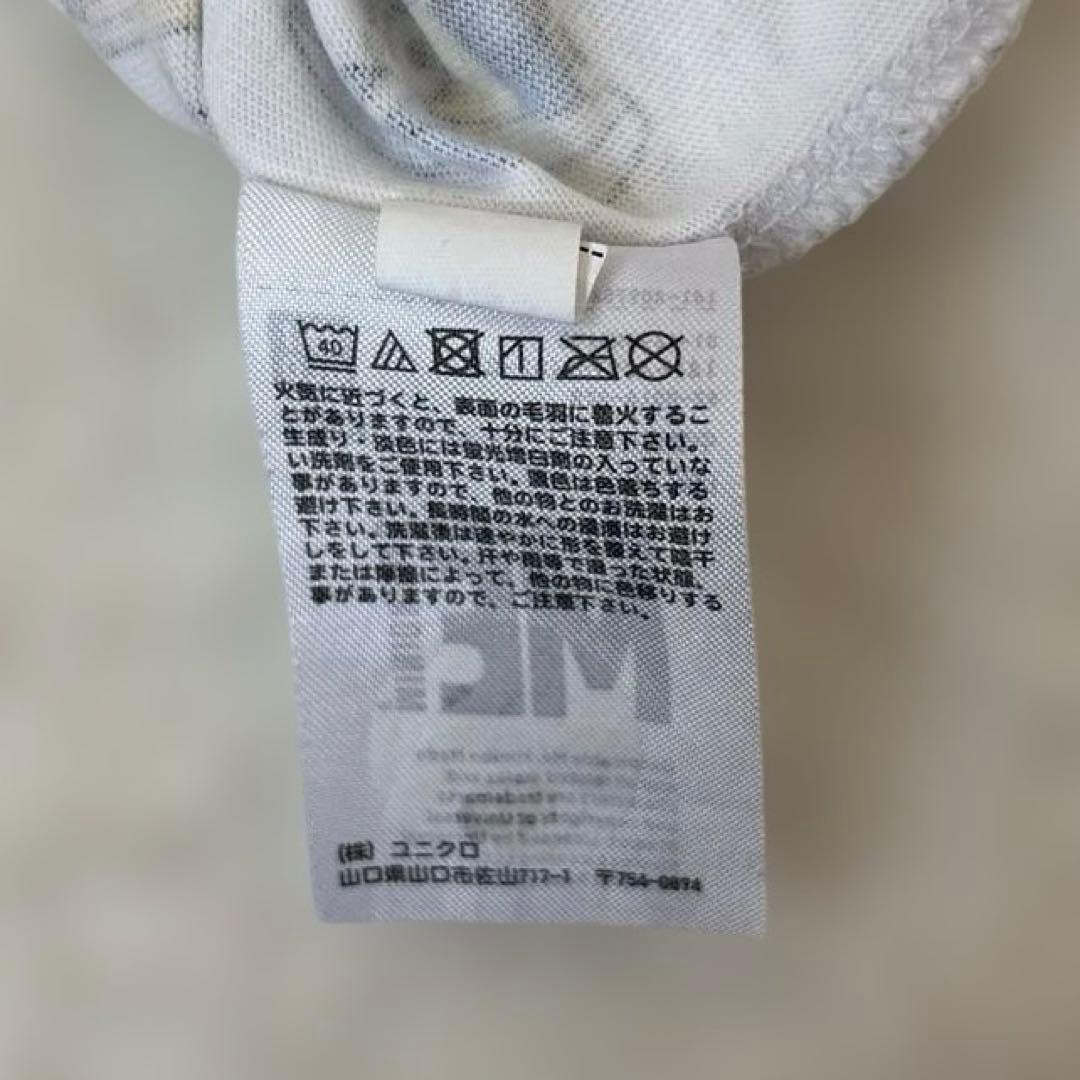 40
火気に近づくと、表面の毛羽に着火するこ
とがありますので、十分にご注意下さい。
生成り・淡色には蛍光増白剤の入っていな
い洗剤をご使用下さい。濃色は色落ちする
事がありますので、他の物とのお洗濯はお
避け下さい。長時間の水への浸漬はお避け
下さい。洗濯後は速やかに形を整えて陰干
しをして下さい。汗や雨等で湿った状態、
または摩擦によって、他の物に色移りする
事がありますので、ご注意下さい。
(株) ユニクロ
山口県山口市佐山717-1 〒754-0894